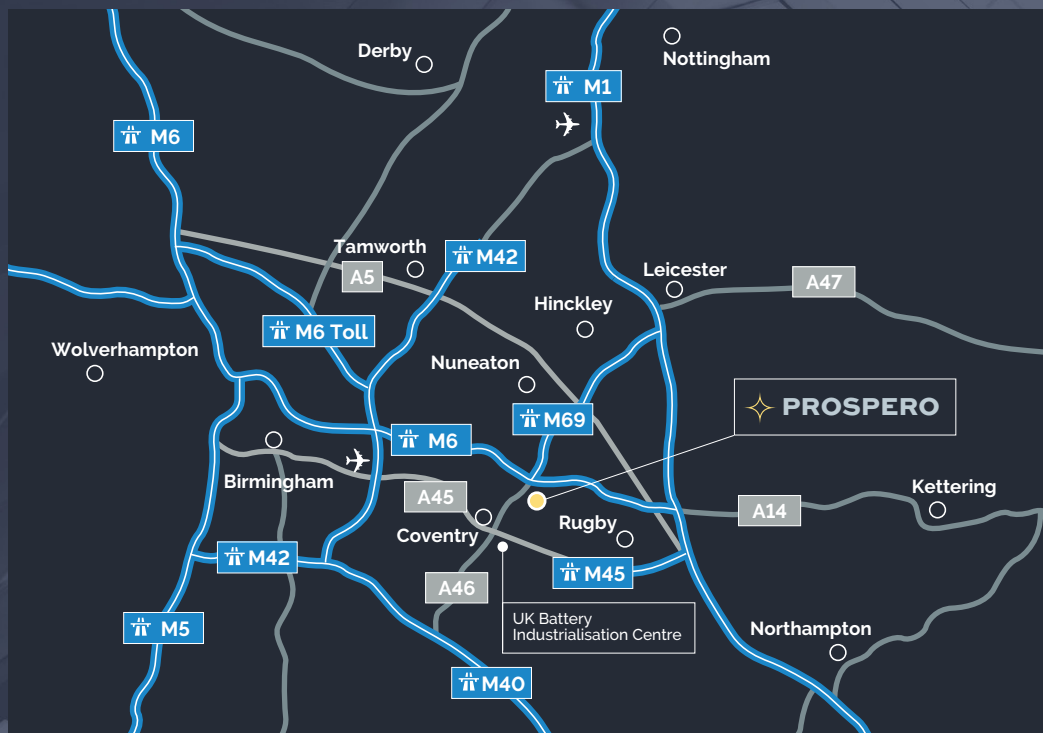 Derby
Nottingham
M1
M6
Tamworth
M42
Leicester
A5
A47
Hinckley
M6 Toll
Wolverhampton
Nuneaton
PROSPERO
M69
M6
Birmingham
A45
Kettering
A14
Coventry
Rugby
M42
M45
A46
UK Battery
Industrialisation Centre
M5
Northampton
M40